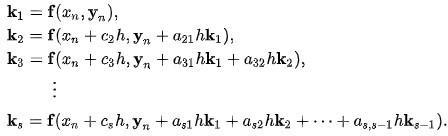 k₁ = f(xₙ, yₙ),
k₂ = f(xₙ + c₂h, yₙ + a₂₁hk₁),
k₃ = f(xₙ + c₃h, yₙ + a₃₁hk₁ + a₃₂hk₂),
⋮
kₛ = f(xₙ + cₛh, yₙ + aₛ₁hk₁ + aₛ₂hk₂ + ⋯ + aₛ,ₛ₋₁hkₛ₋₁).